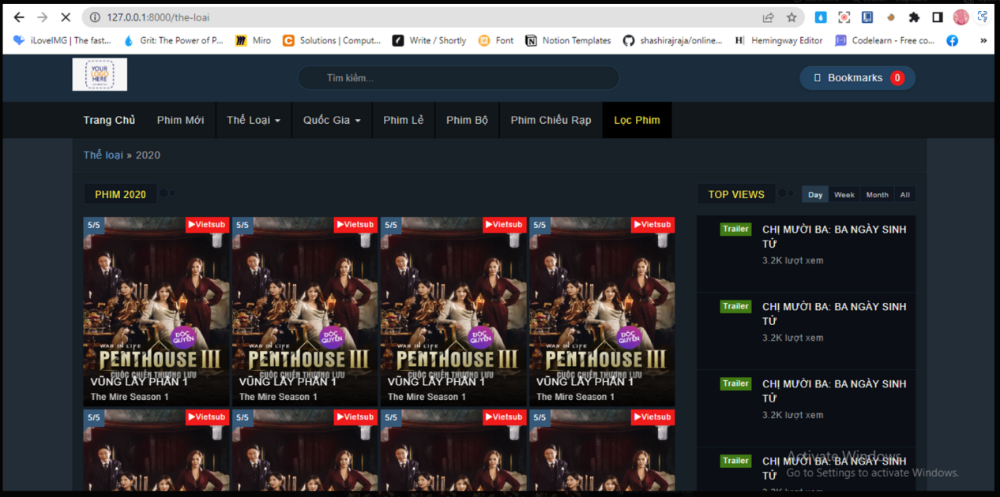 127.0.0.1:8000/the-loai
iLoveIMG | The fast...
Grit: The Power of P...
Miro
Solutions | Comput...
Write / Shortly
Font
Notion Templates
shashirajraja/online...
Hemingway Editor
Codelearn - Free co...
»
YOUR
LOGO
HERE
Tìm kiếm...
Bookmarks 0
Trang Chủ
Phim Mới
Thể Loại
Quốc Gia
Phim Lẻ
Phim Bộ
Phim Chiếu Rạp
Lọc Phim
Thể loại » 2020
PHIM 2020
5/5 Vietsub
ĐỘC
QUYỀN
WAR IN LIFE
PENTHOUSE III
CUỘC CHIẾN THƯỢNG LƯU
VŨNG LẦY PHẦN 1
The Mire Season 1
5/5 Vietsub
ĐỘC
QUYỀN
WAR IN LIFE
PENTHOUSE III
CUỘC CHIẾN THƯỢNG LƯU
VŨNG LẦY PHẦN 1
The Mire Season 1
5/5 Vietsub
ĐỘC
QUYỀN
WAR IN LIFE
PENTHOUSE III
CUỘC CHIẾN THƯỢNG LƯU
VŨNG LẦY PHẦN 1
The Mire Season 1
5/5 Vietsub
ĐỘC
QUYỀN
WAR IN LIFE
PENTHOUSE III
CUỘC CHIẾN THƯỢNG LƯU
VŨNG LẦY PHẦN 1
The Mire Season 1
5/5 Vietsub
5/5 Vietsub
5/5 Vietsub
5/5 Vietsub
TOP VIEWS
Day
Week
Month
All
Trailer
CHỊ MƯỜI BA: BA NGÀY SINH
TỬ
3.2K lượt xem
Trailer
CHỊ MƯỜI BA: BA NGÀY SINH
TỬ
3.2K lượt xem
Trailer
CHỊ MƯỜI BA: BA NGÀY SINH
TỬ
3.2K lượt xem
Trailer
CHỊ MƯỜI BA: BA NGÀY SINH
TỬ
3.2K lượt xem
Activate Windows
Go to Settings to activate Windows.